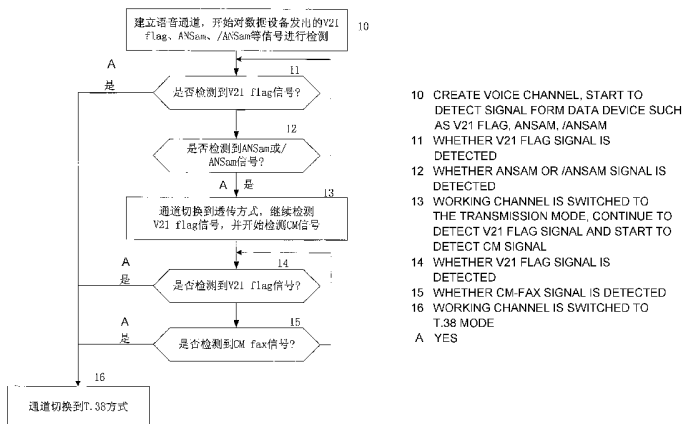 建立语音通道，开始对数据设备发出的V21
flag、ANSam、/ANSam等信号进行检测
10
A
是
11
是否检测到V21 flag信号?
12
是否检测到ANSam或/
ANSam信号?
A 是
13
通道切换到透传方式，继续检测
V21 flag信号，并开始检测CM信号
A
是
14
是否检测到V21 flag信号?
A
是
15
是否检测到CM fax信号?
16
通道切换到T.38方式
10 CREATE VOICE CHANNEL, START TO
DETECT SIGNAL FORM DATA DEVICE SUCH
AS V21 FLAG, ANSAM, /ANSAM
11 WHETHER V21 FLAG SIGNAL IS
DETECTED
12 WHETHER ANSAM OR /ANSAM SIGNAL IS
DETECTED
13 WORKING CHANNEL IS SWITCHED TO
THE TRANSMISSION MODE, CONTINUE TO
DETECT V21 FLAG SIGNAL AND START TO
DETECT CM SIGNAL
14 WHETHER V21 FLAG SIGNAL IS
DETECTED
15 WHETHER CM-FAX SIGNAL IS DETECTED
16 WORKING CHANNEL IS SWITCHED TO
T.38 MODE
A YES